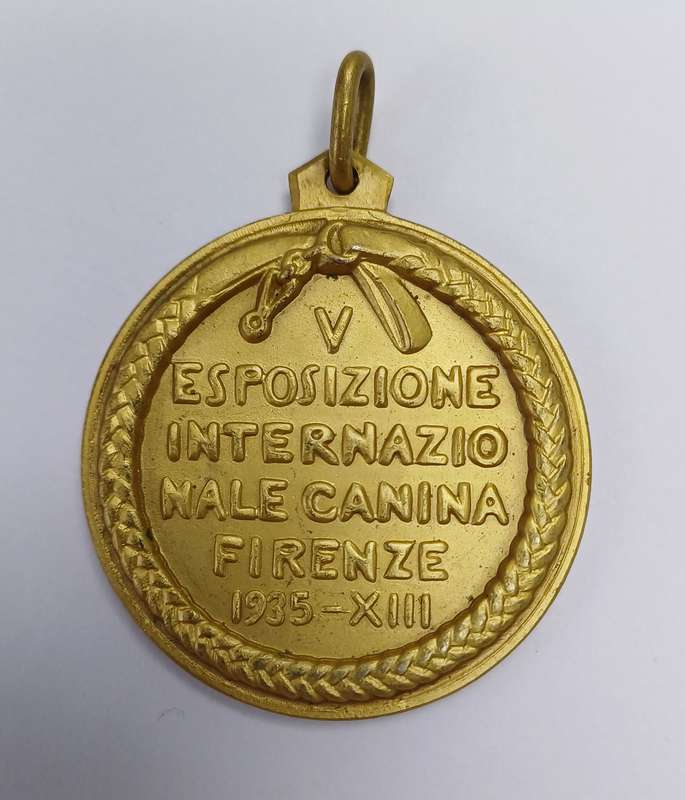 V
ESPOSIZIONE
INTERNAZIO
NALE CANINA
FIRENZE
1935-XIII